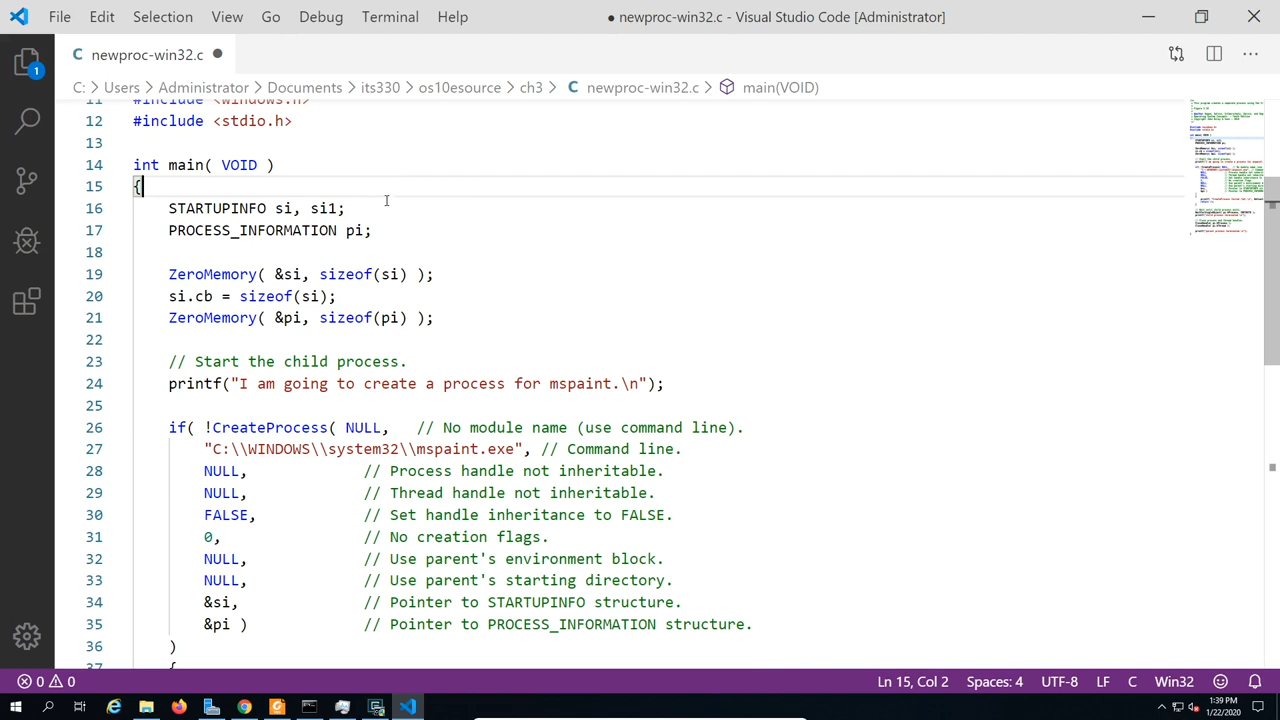 File Edit Selection View Go Debug Terminal Help ● newproc-win32.c - Visual Studio Code [Administrator]
C newproc-win32.c ●
C: > Users > Administrator > Documents > its330 > os10esource > ch3 > C newproc-win32.c > main(VOID)
1
11 #include <windows.h>
12 #include <stdio.h>
13
14 int main( VOID )
15 {
16 STARTUPINFO si, si1;
17 PROCESS_INFORMATION pi;
18
19 ZeroMemory( &si, sizeof(si) );
20 si.cb = sizeof(si);
21 ZeroMemory( &pi, sizeof(pi) );
22
23 // Start the child process.
24 printf("I am going to create a process for mspaint.\n");
25
26 if( !CreateProcess( NULL, // No module name (use command line).
27 "C:\\WINDOWS\\system32\\mspaint.exe", // Command line.
28 NULL, // Process handle not inheritable.
29 NULL, // Thread handle not inheritable.
30 FALSE, // Set handle inheritance to FALSE.
31 0, // No creation flags.
32 NULL, // Use parent's environment block.
33 NULL, // Use parent's starting directory.
34 &si, // Pointer to STARTUPINFO structure.
35 &pi ) // Pointer to PROCESS_INFORMATION structure.
36 )
37 {
0 0 Ln 15, Col 2 Spaces: 4 UTF-8 LF C Win32
1:39 PM
1/22/2020